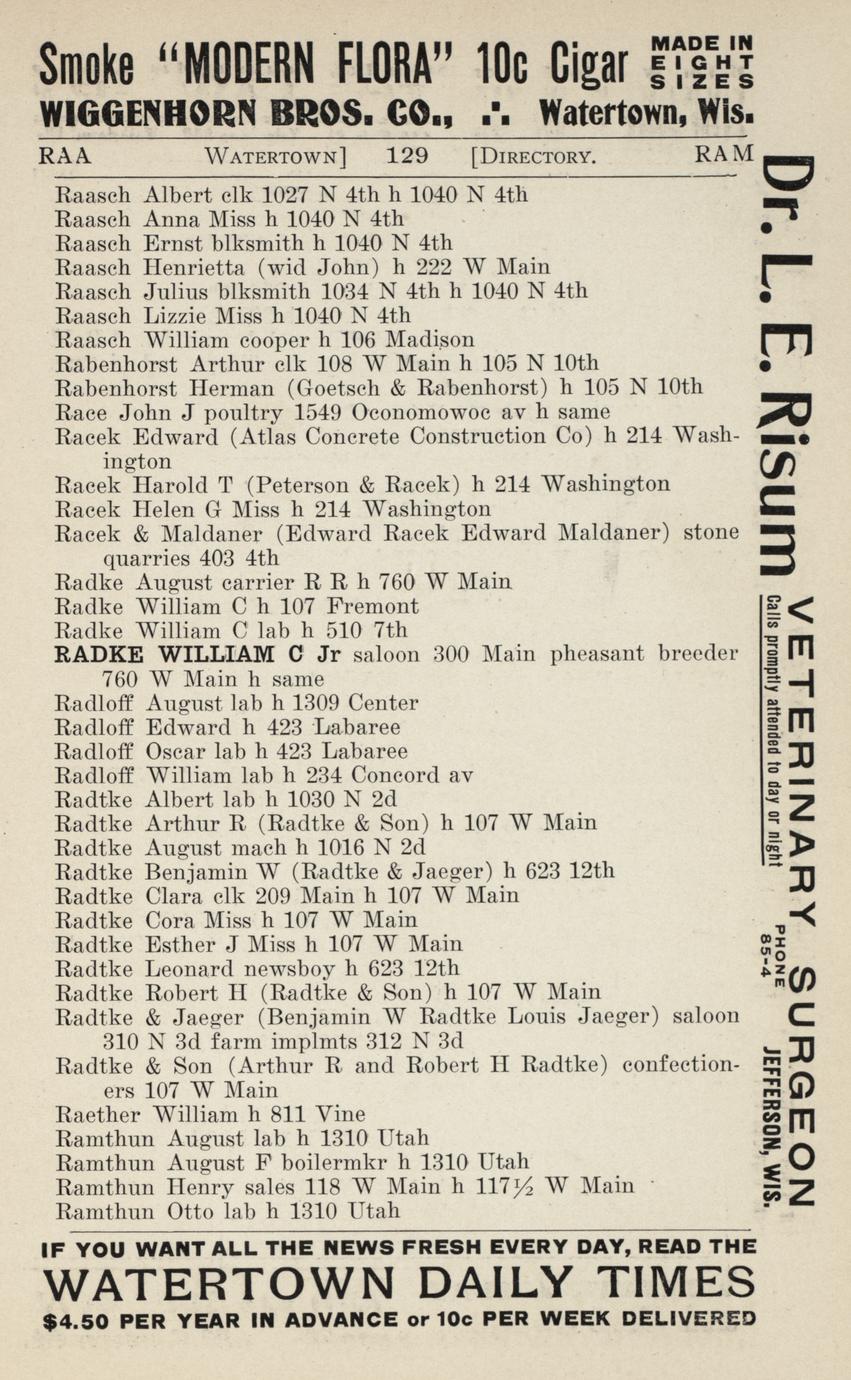 Smoke “MODERN FLORA” 10c Cigar MADE IN EIGHT SIZES
WIGGENHORN BROS. CO., ∴ Watertown, Wis.
RAA WATERTOWN] 129 [DIRECTORY. RAM
Raasch Albert clk 1027 N 4th h 1040 N 4th
Raasch Anna Miss h 1040 N 4th
Raasch Ernst blksmith h 1040 N 4th
Raasch Henrietta (wid John) h 222 W Main
Raasch Julius blksmith 1034 N 4th h 1040 N 4th
Raasch Lizzie Miss h 1040 N 4th
Raasch William cooper h 106 Madison
Rabenhorst Arthur clk 108 W Main h 105 N 10th
Rabenhorst Herman (Goetsch & Rabenhorst) h 105 N 10th
Race John J poultry 1549 Oconomowoc av h same
Racek Edward (Atlas Concrete Construction Co) h 214 Wash-
ington
Racek Harold T (Peterson & Racek) h 214 Washington
Racek Helen G Miss h 214 Washington
Racek & Maldaner (Edward Racek Edward Maldaner) stone
quarries 403 4th
Radke August carrier R R h 760 W Main
Radke William C h 107 Fremont
Radke William C lab h 510 7th
RADKE WILLIAM C Jr saloon 300 Main pheasant breeder
760 W Main h same
Radloff August lab h 1309 Center
Radloff Edward h 423 Labaree
Radloff Oscar lab h 423 Labaree
Radloff William lab h 234 Concord av
Radtke Albert lab h 1030 N 2d
Radtke Arthur R (Radtke & Son) h 107 W Main
Radtke August mach h 1016 N 2d
Radtke Benjamin W (Radtke & Jaeger) h 623 12th
Radtke Clara clk 209 Main h 107 W Main
Radtke Cora Miss h 107 W Main
Radtke Esther J Miss h 107 W Main
Radtke Leonard newsboy h 623 12th
Radtke Robert H (Radtke & Son) h 107 W Main
Radtke & Jaeger (Benjamin W Radtke Louis Jaeger) saloon
310 N 3d farm implmts 312 N 3d
Radtke & Son (Arthur R and Robert H Radtke) confection-
ers 107 W Main
Raether William h 811 Vine
Ramthun August lab h 1310 Utah
Ramthun August F boilermkr h 1310 Utah
Ramthun Henry sales 118 W Main h 117½ W Main
Ramthun Otto lab h 1310 Utah
Dr. L. E. Risum
VETERINARY SURGEON
Calls promptly attended to day or night
PHONE
85-4
JEFFERSON, WIS.
IF YOU WANT ALL THE NEWS FRESH EVERY DAY, READ THE
WATERTOWN DAILY TIMES
$4.50 PER YEAR IN ADVANCE or 10c PER WEEK DELIVERED